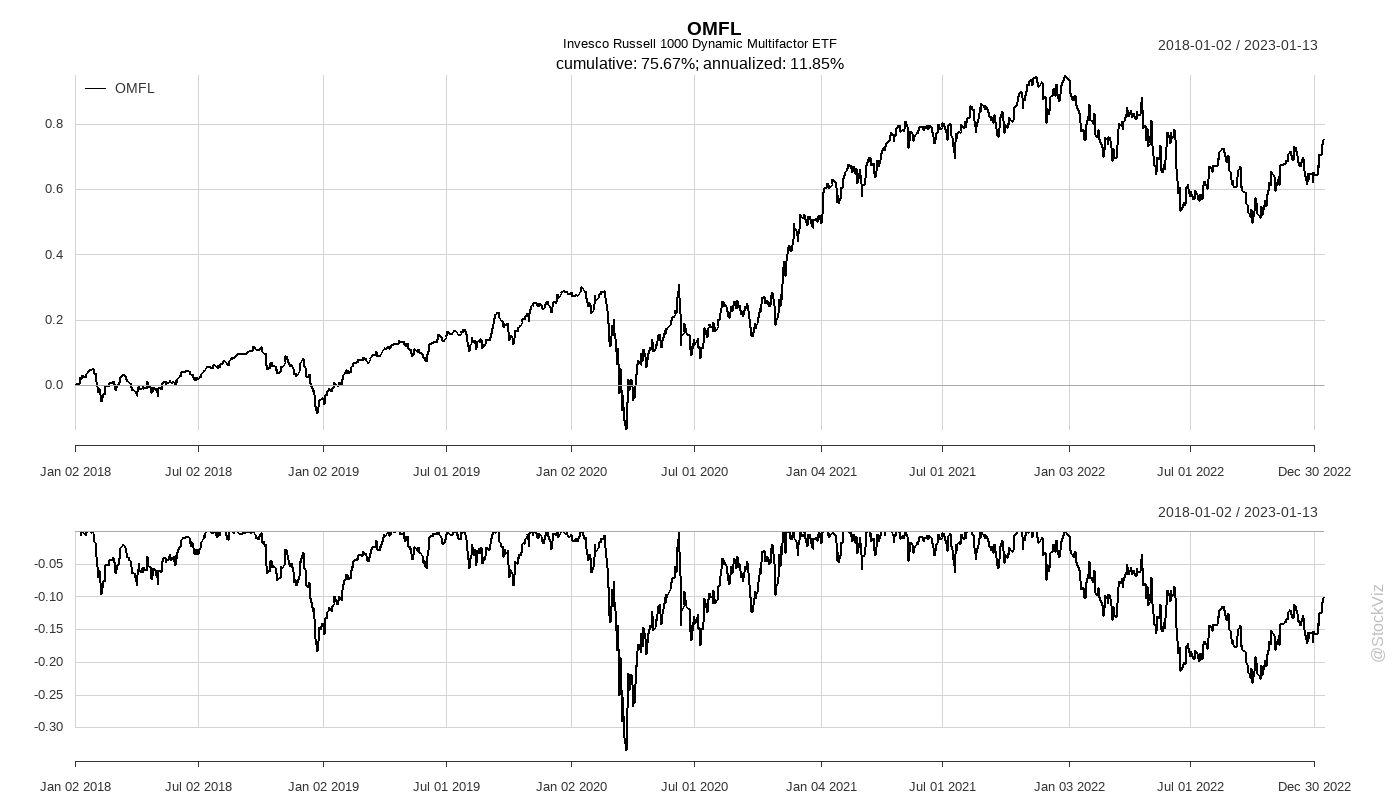 OMFL
Invesco Russell 1000 Dynamic Multifactor ETF
cumulative: 75.67%; annualized: 11.85%
2018-01-02 / 2023-01-13
OMFL
0.8
0.6
0.4
0.2
0.0
Jan 02 2018 Jul 02 2018 Jan 02 2019 Jul 01 2019 Jan 02 2020 Jul 01 2020 Jan 04 2021 Jul 01 2021 Jan 03 2022 Jul 01 2022 Dec 30 2022
2018-01-02 / 2023-01-13
-0.05
-0.10
-0.15
-0.20
-0.25
-0.30
Jan 02 2018 Jul 02 2018 Jan 02 2019 Jul 01 2019 Jan 02 2020 Jul 01 2020 Jan 04 2021 Jul 01 2021 Jan 03 2022 Jul 01 2022 Dec 30 2022
@StockViz